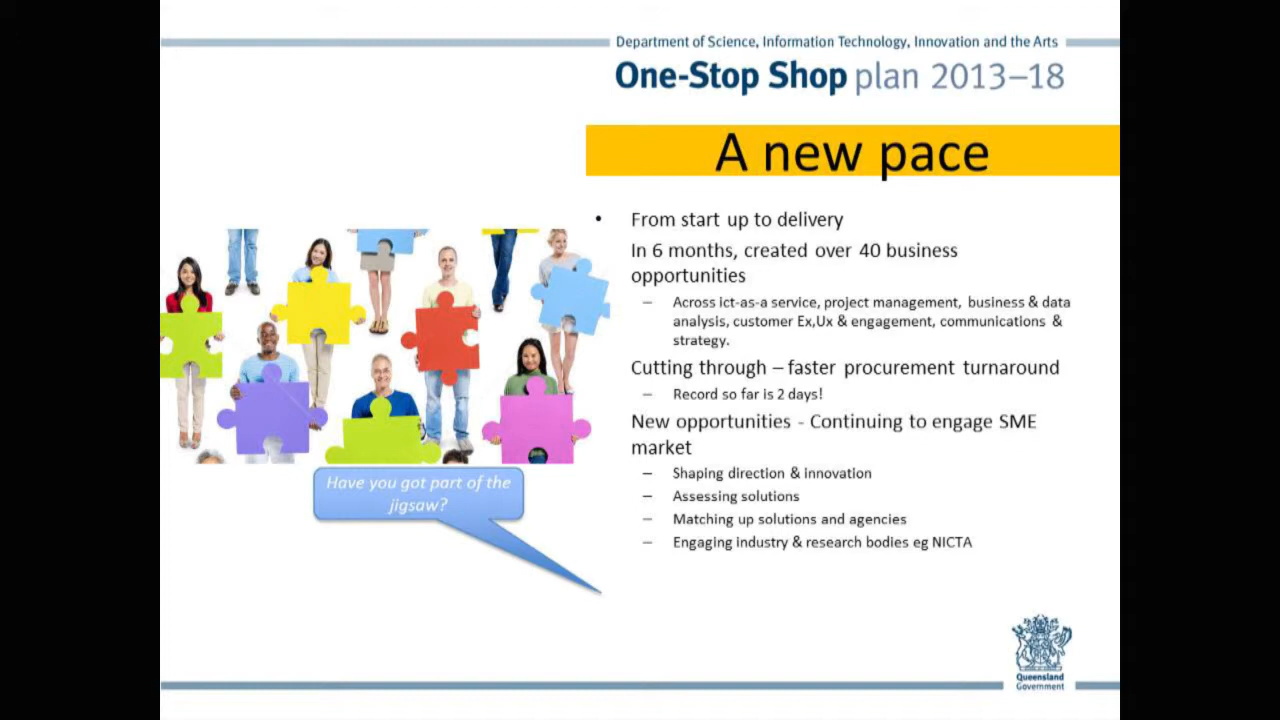 Department of Science, Information Technology, Innovation and the Arts
One-Stop Shop plan 2013–18
A new pace
• From start up to delivery
In 6 months, created over 40 business
opportunities
– Across ict-as-a service, project management, business & data
analysis, customer Ex,Ux & engagement, communications &
strategy.
Cutting through – faster procurement turnaround
– Record so far is 2 days!
New opportunities - Continuing to engage SME
market
– Shaping direction & innovation
– Assessing solutions
– Matching up solutions and agencies
– Engaging industry & research bodies eg NICTA
Have you got part of the
jigsaw?
Queensland
Government